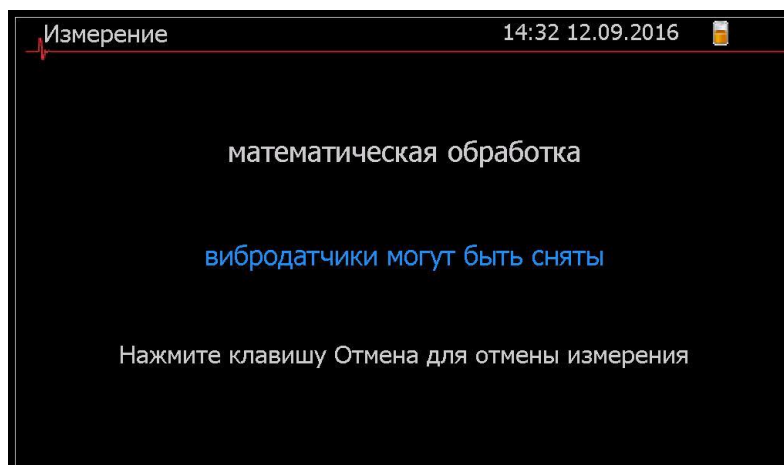 Измерение 14:32 12.09.2016
математическая обработка
вибродатчики могут быть сняты
Нажмите клавишу Отмена для отмены измерения